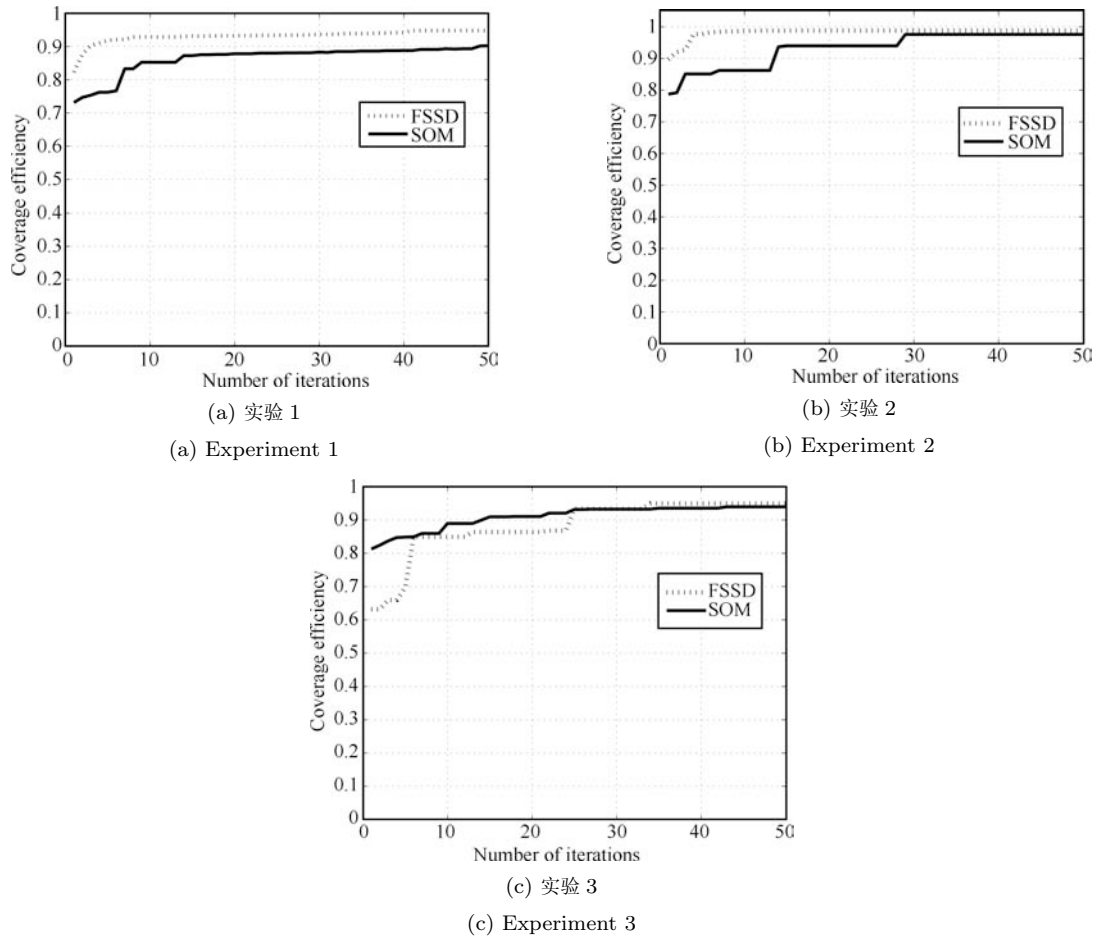 1
0.9
0.8
0.7
0.6
0.5
0.4
0.3
0.2
0.1
0
Coverage efficiency
FSSD
SOM
0 10 20 30 40 50
Number of iterations
(a) 实验 1
(a) Experiment 1
1
0.9
0.8
0.7
0.6
0.5
0.4
0.3
0.2
0.1
0
Coverage efficiency
FSSD
SOM
0 10 20 30 40 50
Number of iterations
(b) 实验 2
(b) Experiment 2
1
0.9
0.8
0.7
0.6
0.5
0.4
0.3
0.2
0.1
0
Coverage efficiency
FSSD
SOM
0 10 20 30 40 50
Number of iterations
(c) 实验 3
(c) Experiment 3